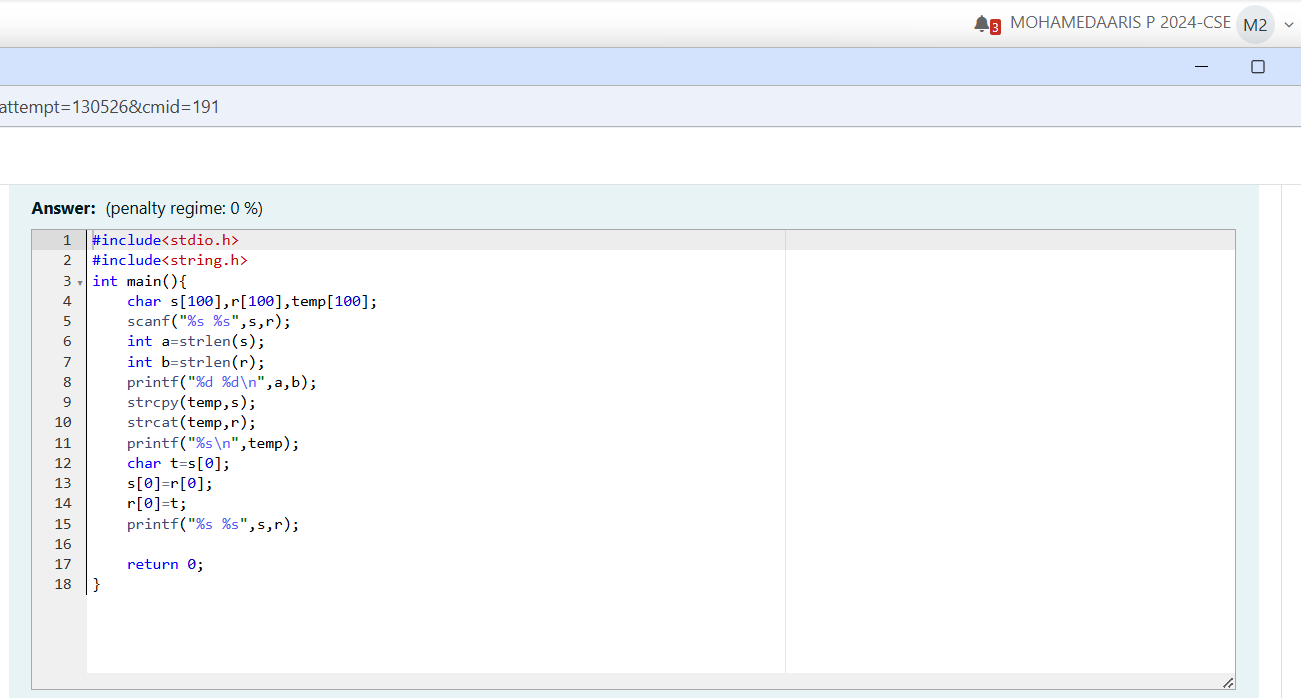 3 MOHAMEDAARIS P 2024-CSE M2
attempt=130526&cmid=191
Answer: (penalty regime: 0 %)
1 #include<stdio.h>
2 #include<string.h>
3 int main(){
4     char s[100],r[100],temp[100];
5     scanf("%s %s",s,r);
6     int a=strlen(s);
7     int b=strlen(r);
8     printf("%d %d\n",a,b);
9     strcpy(temp,s);
10     strcat(temp,r);
11     printf("%s\n",temp);
12     char t=s[0];
13     s[0]=r[0];
14     r[0]=t;
15     printf("%s %s",s,r);
16
17     return 0;
18 }